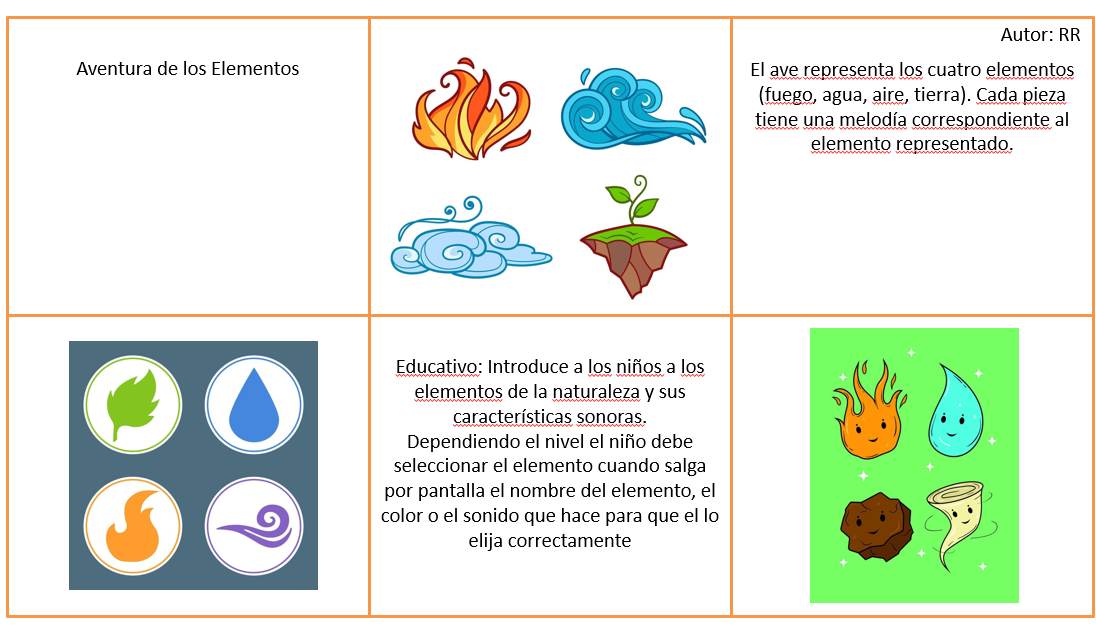 Aventura de los Elementos
Autor: RR
El ave representa los cuatro elementos
(fuego, agua, aire, tierra). Cada pieza
tiene una melodía correspondiente al
elemento representado.
Educativo: Introduce a los niños a los
elementos de la naturaleza y sus
características sonoras.
Dependiendo el nivel el niño debe
seleccionar el elemento cuando salga
por pantalla el nombre del elemento, el
color o el sonido que hace para que el lo
elija correctamente